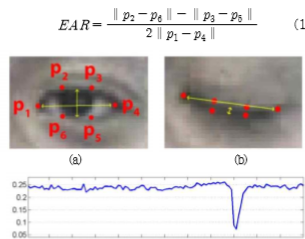 EAR = ‖ p₂ − p₆ ‖ − ‖ p₃ − p₅ ‖ / 2 ‖ p₁ − p₄ ‖ (1
p₂ p₃
p₁ p₄
p₆ p₅
2
(a) (b)
0.25
0.2
0.15
0.1
0.05